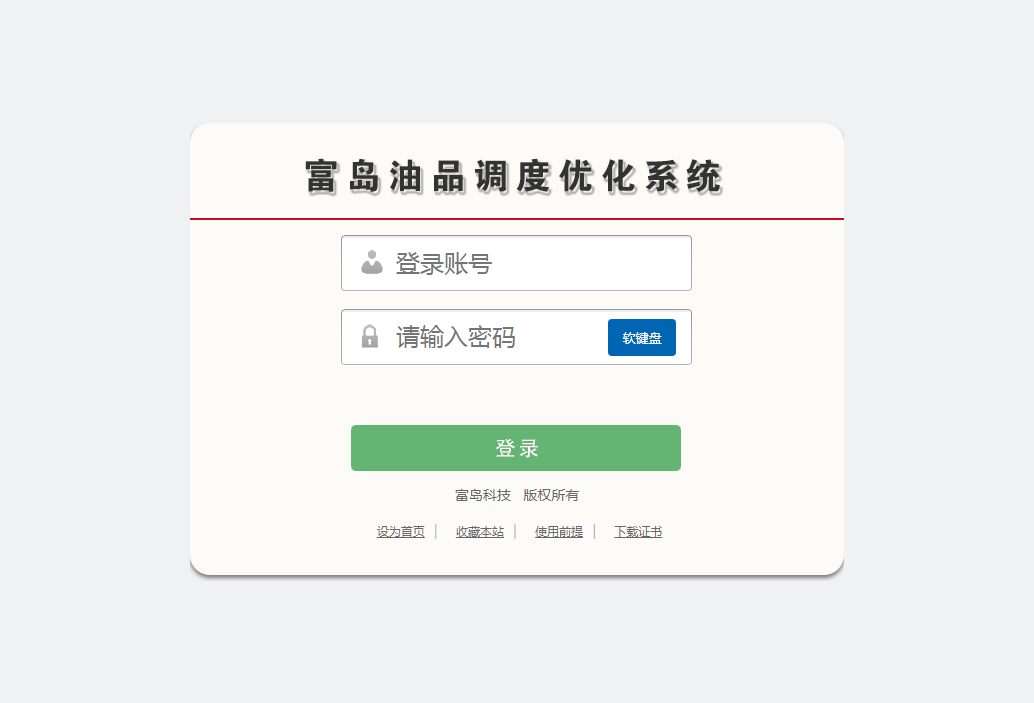 富岛油品调度优化系统
登录账号
请输入密码 软键盘
登录
富岛科技 版权所有
设为首页 | 收藏本站 | 使用前提 | 下载证书